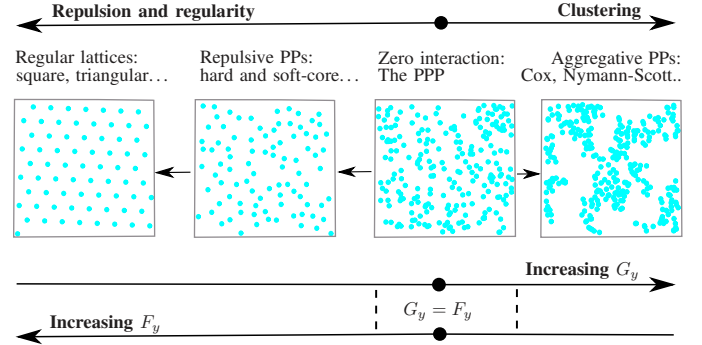 Repulsion and regularity
Clustering
Regular lattices:
square, triangular...
Repulsive PPs:
hard and soft-core...
Zero interaction:
The PPP
Aggregative PPs:
Cox, Nymann-Scott..
Increasing G_y
G_y = F_y
Increasing F_y